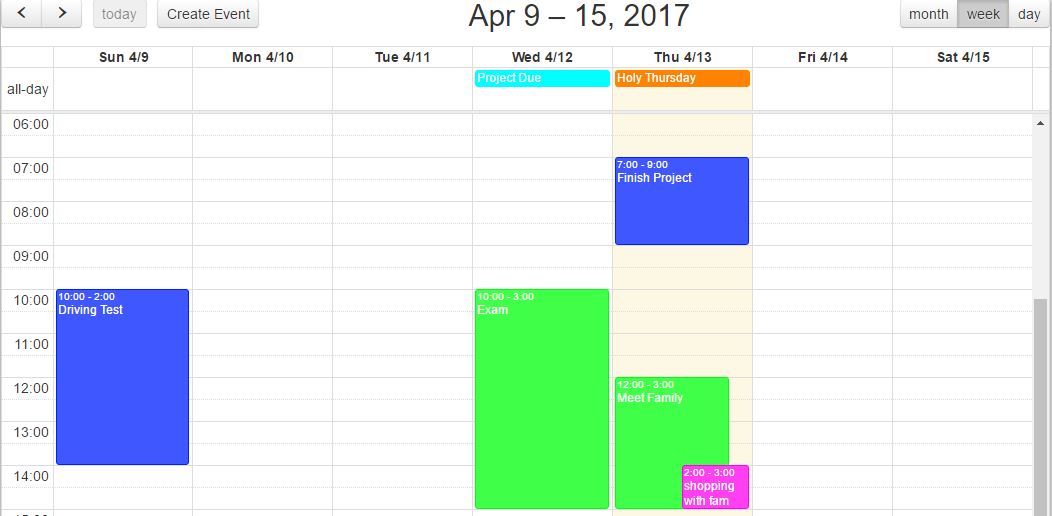 today Create Event Apr 9 – 15, 2017 month week day
Sun 4/9 Mon 4/10 Tue 4/11 Wed 4/12 Thu 4/13 Fri 4/14 Sat 4/15
all-day Project Due Holy Thursday
06:00
07:00 7:00 - 9:00
Finish Project
08:00
09:00
10:00 10:00 - 2:00 10:00 - 3:00
Driving Test Exam
11:00
12:00 12:00 - 3:00
Meet Family
13:00
14:00 2:00 - 3:00
shopping
with fam